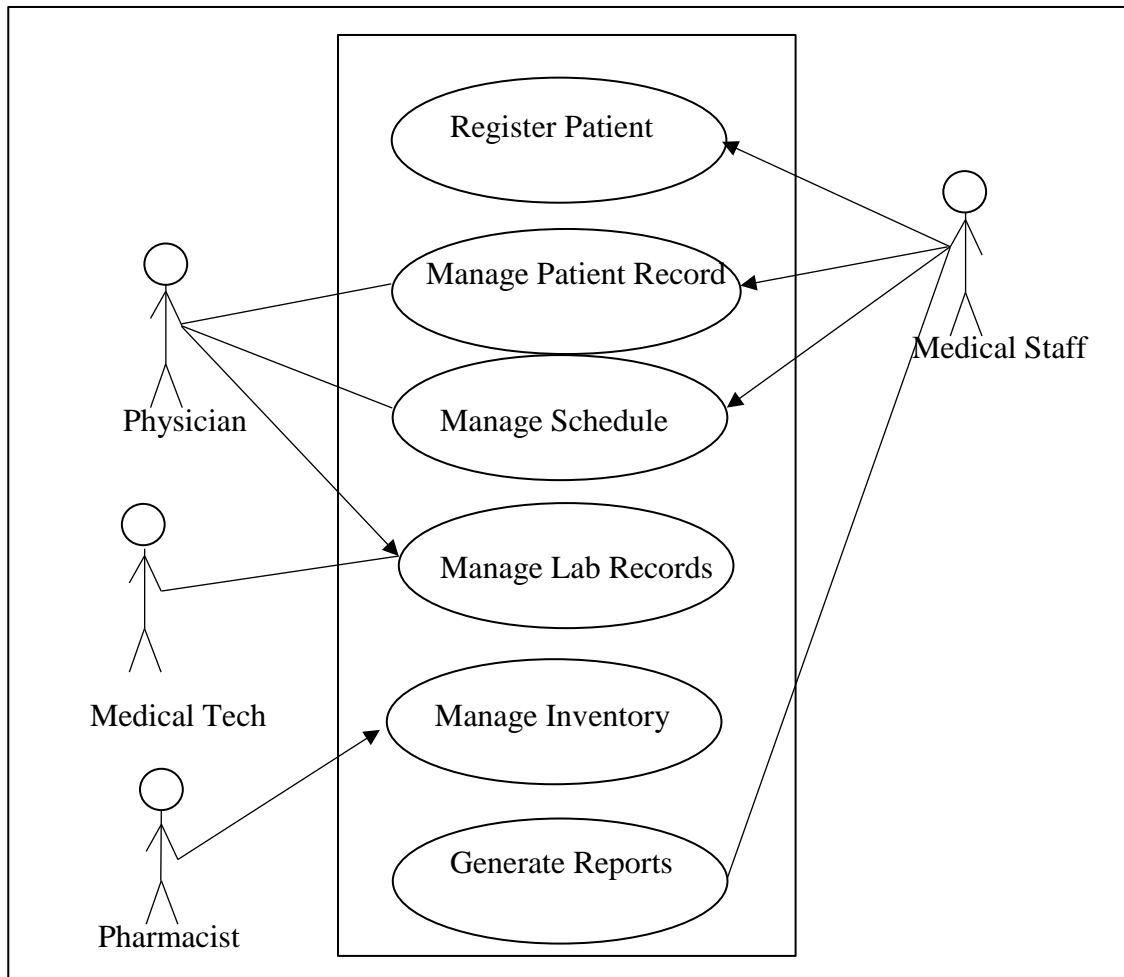 Register Patient
Manage Patient Record
Medical Staff
Physician
Manage Schedule
Manage Lab Records
Medical Tech
Manage Inventory
Generate Reports
Pharmacist